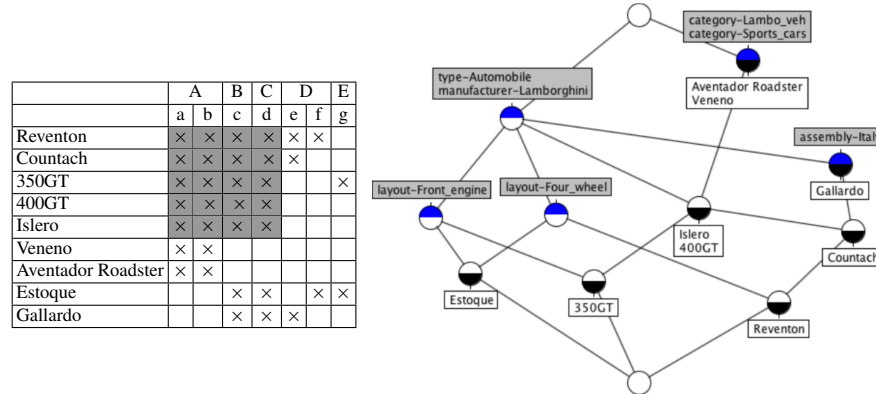 A B C D E
a b c d e f g
Reventon × × × × × ×
Countach × × × × ×
350GT × × × × ×
400GT × × × ×
Islero × × × ×
Veneno × ×
Aventador Roadster × ×
Estoque × × × ×
Gallardo × × ×
category-Lambo_veh
category-Sports_cars
Aventador Roadster
Veneno
type-Automobile
manufacturer-Lamborghini
assembly-Ital
Gallardo
layout-Front_engine
layout-Four_wheel
Islero
400GT
Countach
Estoque
350GT
Reventon